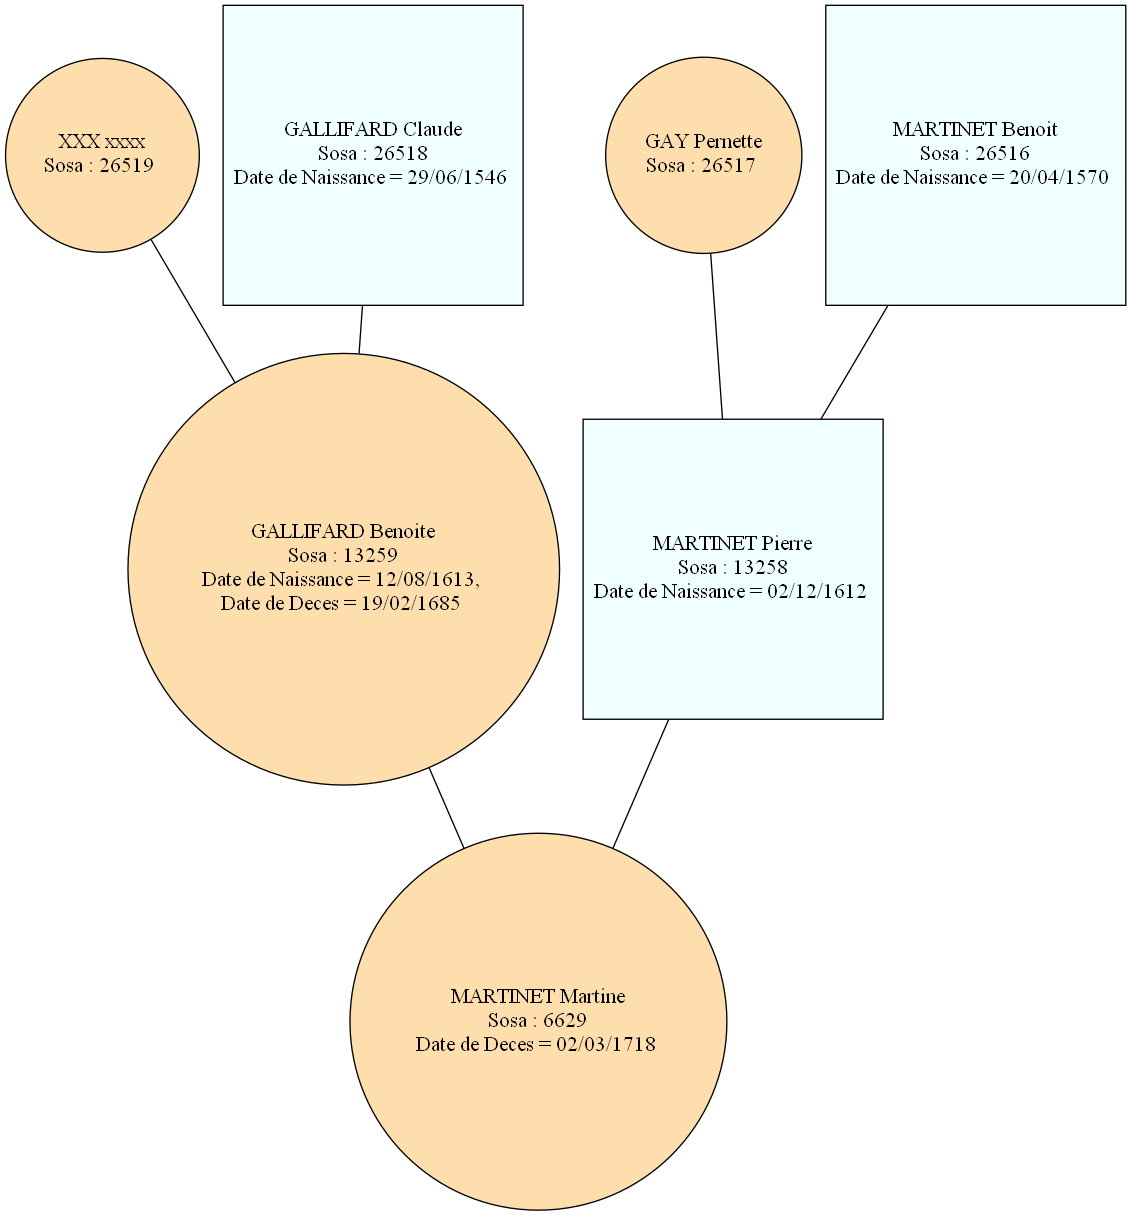 XXX xxxx
Sosa : 26519
GALLIFARD Claude
Sosa : 26518
Date de Naissance = 29/06/1546
GAY Pernette
Sosa : 26517
MARTINET Benoit
Sosa : 26516
Date de Naissance = 20/04/1570
GALLIFARD Benoite
Sosa : 13259
Date de Naissance = 12/08/1613,
Date de Deces = 19/02/1685
MARTINET Pierre
Sosa : 13258
Date de Naissance = 02/12/1612
MARTINET Martine
Sosa : 6629
Date de Deces = 02/03/1718